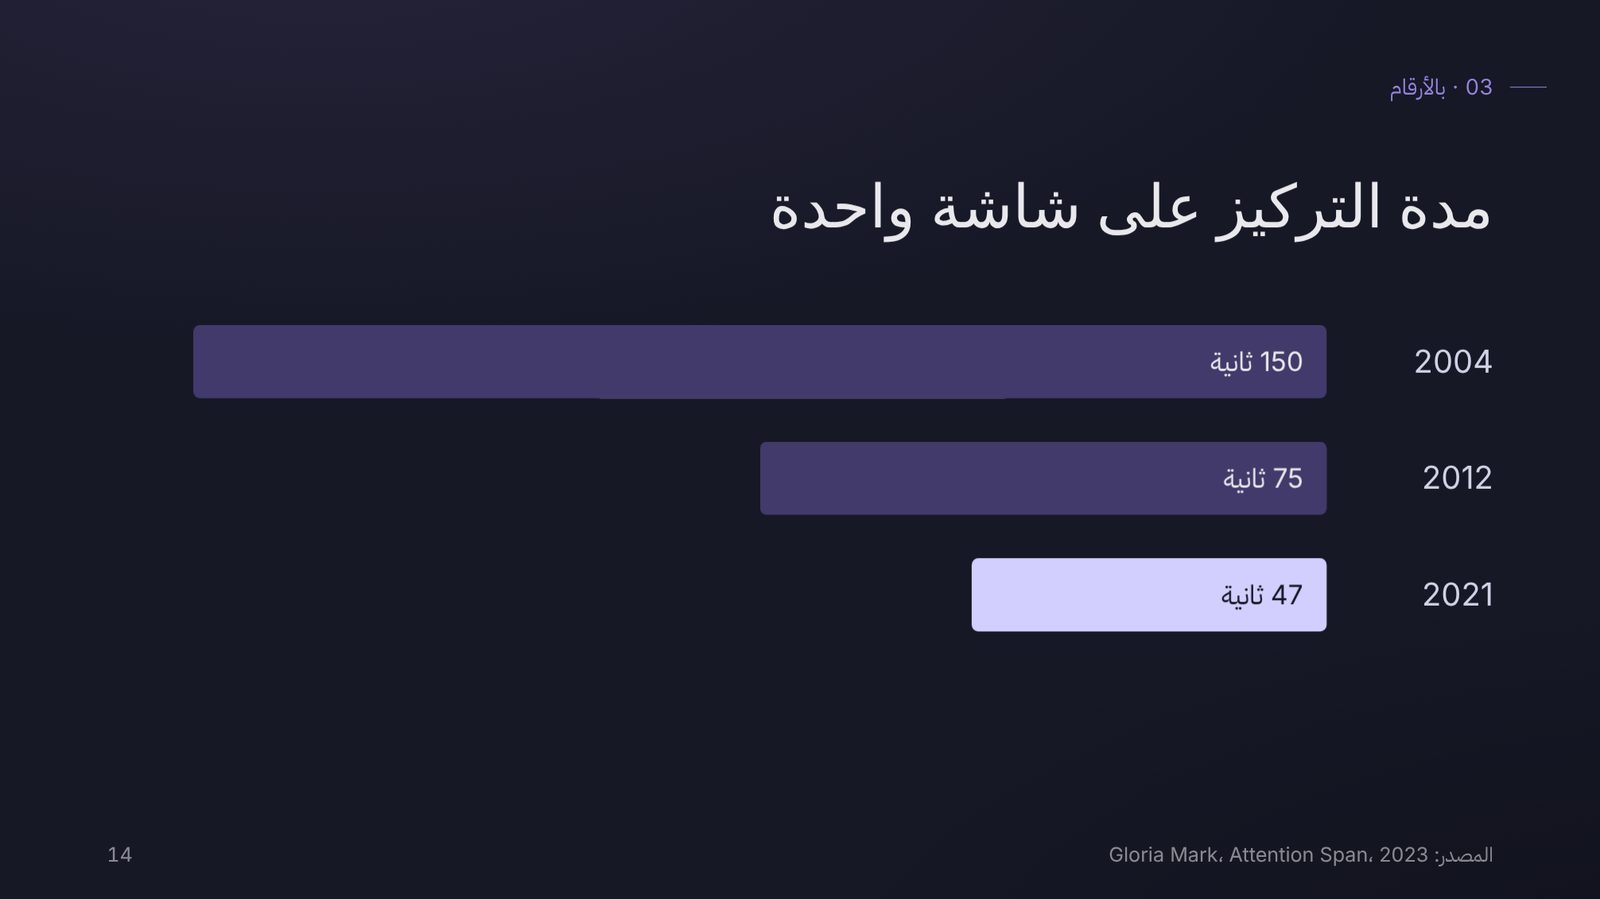 03 · بالأرقام
مدة التركيز على شاشة واحدة
2004
150 ثانية
2012
75 ثانية
2021
47 ثانية
المصدر: Gloria Mark، Attention Span، 2023
14